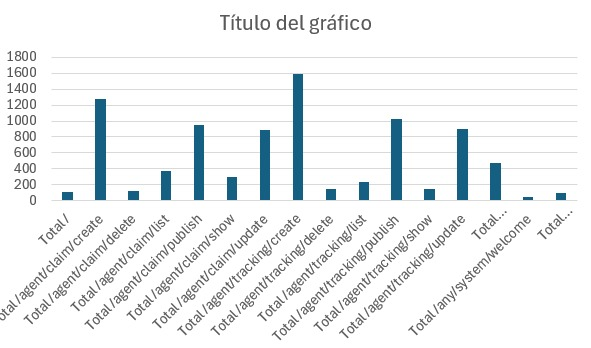 Título del gráfico
1800
1600
1400
1200
1000
800
600
400
200
0
Total /
otal /agent/claim/create
Total /agent/claim/delete
Total /agent/claim/list
Total /agent/claim/publish
Total /agent/claim/show
Total /agent/claim/update
Total /agent/tracking/create
Total /agent/tracking/delete
Total /agent/tracking/list
Total /agent/tracking/publish
Total /agent/tracking/show
Total /agent/tracking/update
Total...
Total /any/system/welcome
Total...